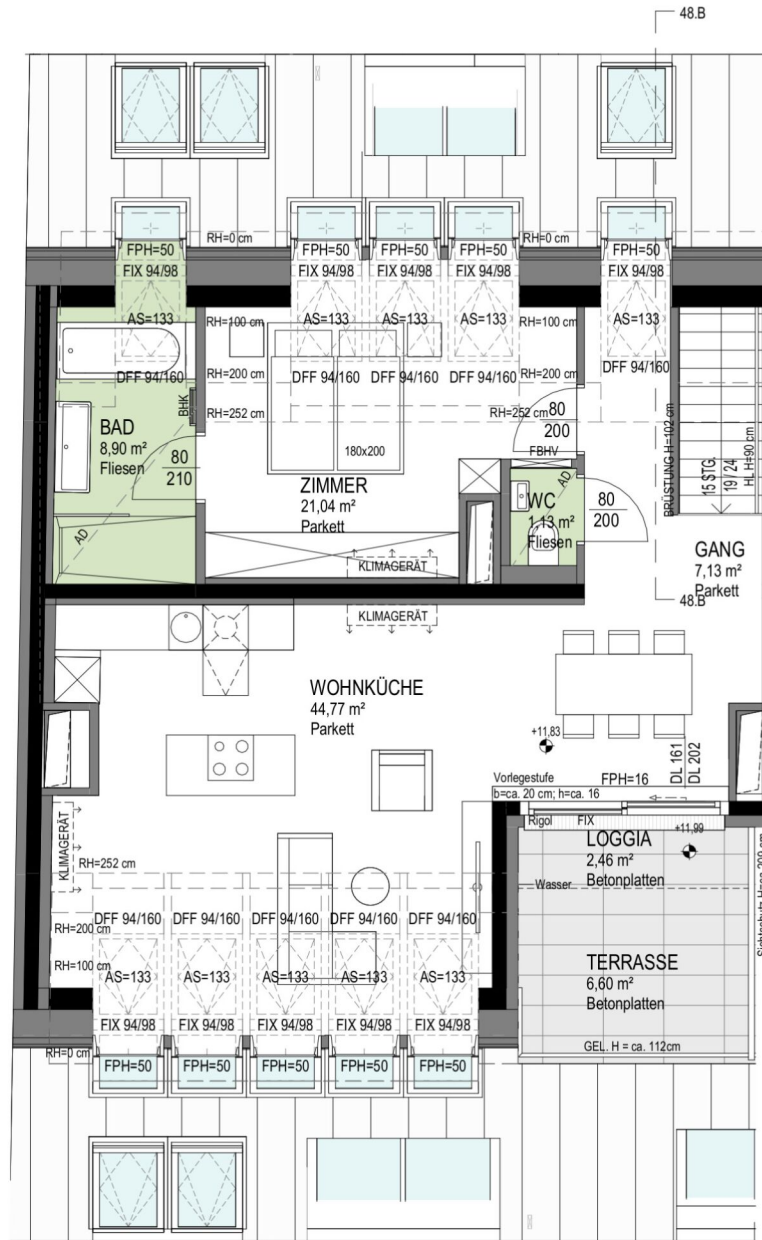 48.B
RH=0 cm
RH=0 cm
FPH=50
FPH=50
FPH=50
FPH=50
FPH=50
FIX 94/98
FIX 94/98
FIX 94/98
FIX 94/98
FIX 94/98
AS=133
RH=100 cm
AS=133
AS=133
AS=133
RH=100 cm
AS=133
DFF 94/160
RH=200 cm
DFF 94/160
DFF 94/160
DFF 94/160
RH=200 cm
DFF 94/160
BHK
RH=252 cm
RH=252 cm
80
200
BRÜSTUNG H=102 cm
15 STG.
19 / 24
HL H=90 cm
BAD
8,90 m²
Fliesen
80
210
180x200
FBHV
ZIMMER
21,04 m²
Parkett
AD
AD
WC
1,13 m²
Fliesen
80
200
GANG
7,13 m²
Parkett
KLIMAGERÄT
KLIMAGERÄT
48.B
WOHNKÜCHE
44,77 m²
Parkett
+11,83
DL 161
DL 202
Vorlegestufe
b=ca. 20 cm; h=ca. 16
FPH=16
Rigol
FIX
+11,99
LOGGIA
2,46 m²
Betonplatten
KLIMAGERÄT
RH=252 cm
Wasser
DFF 94/160
DFF 94/160
DFF 94/160
DFF 94/160
DFF 94/160
RH=200 cm
RH=100 cm
AS=133
AS=133
AS=133
AS=133
AS=133
TERRASSE
6,60 m²
Betonplatten
FIX 94/98
FIX 94/98
FIX 94/98
FIX 94/98
FIX 94/98
GEL. H = ca. 112cm
RH=0 cm
FPH=50
FPH=50
FPH=50
FPH=50
FPH=50